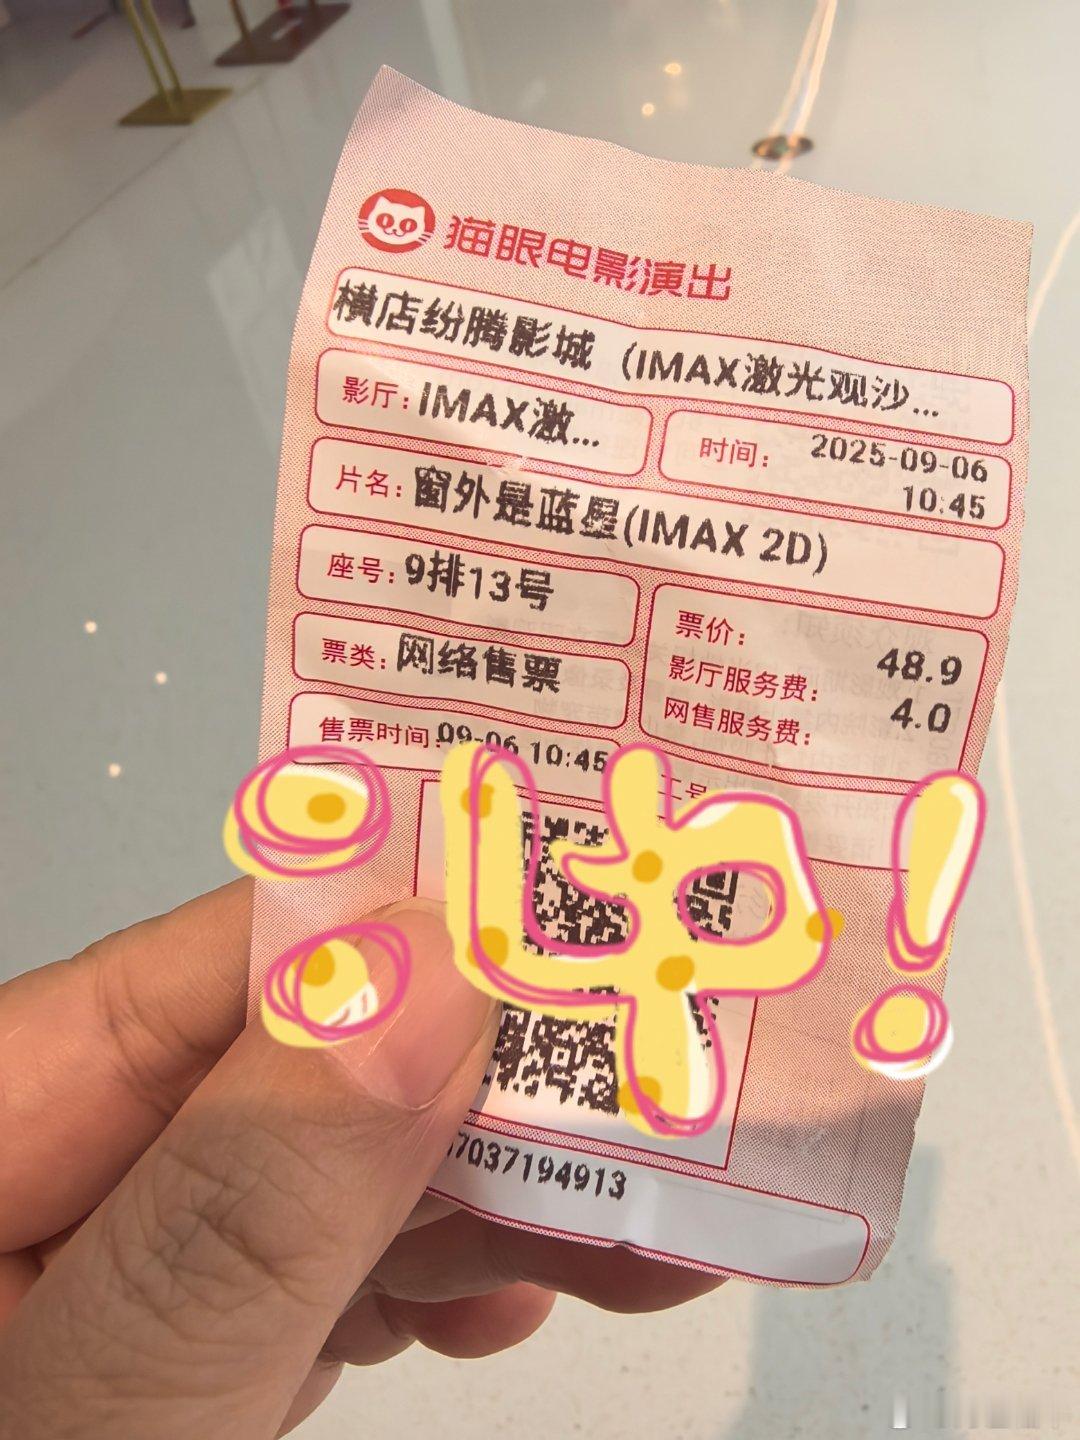 猫眼电影演出
横店纷腾影城 (IMAX激光观沙...
影厅: IMAX激...
时间: 2025-09-06
10:45
片名: 窗外是蓝星(IMAX 2D)
座号: 9排13号
票价: 48.9
影厅服务费: 4.0
网售服务费:
票类: 网络售票
售票时间: 09-06 10:45
工号
7037194913